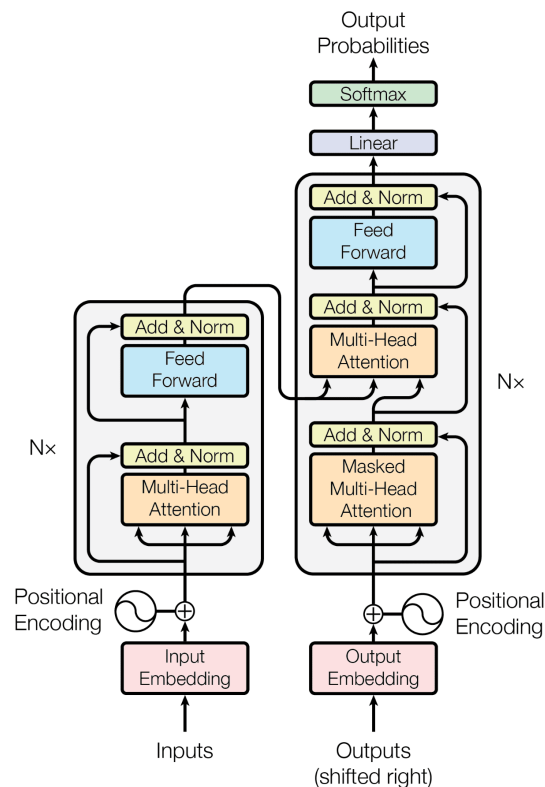 Output
Probabilities
Softmax
Linear
Add & Norm
Feed
Forward
Add & Norm
Multi-Head
Attention
Add & Norm
Masked
Multi-Head
Attention
N×
Add & Norm
Feed
Forward
N×
Add & Norm
Multi-Head
Attention
Positional
Encoding
Positional
Encoding
Input
Embedding
Output
Embedding
Inputs
Outputs
(shifted right)